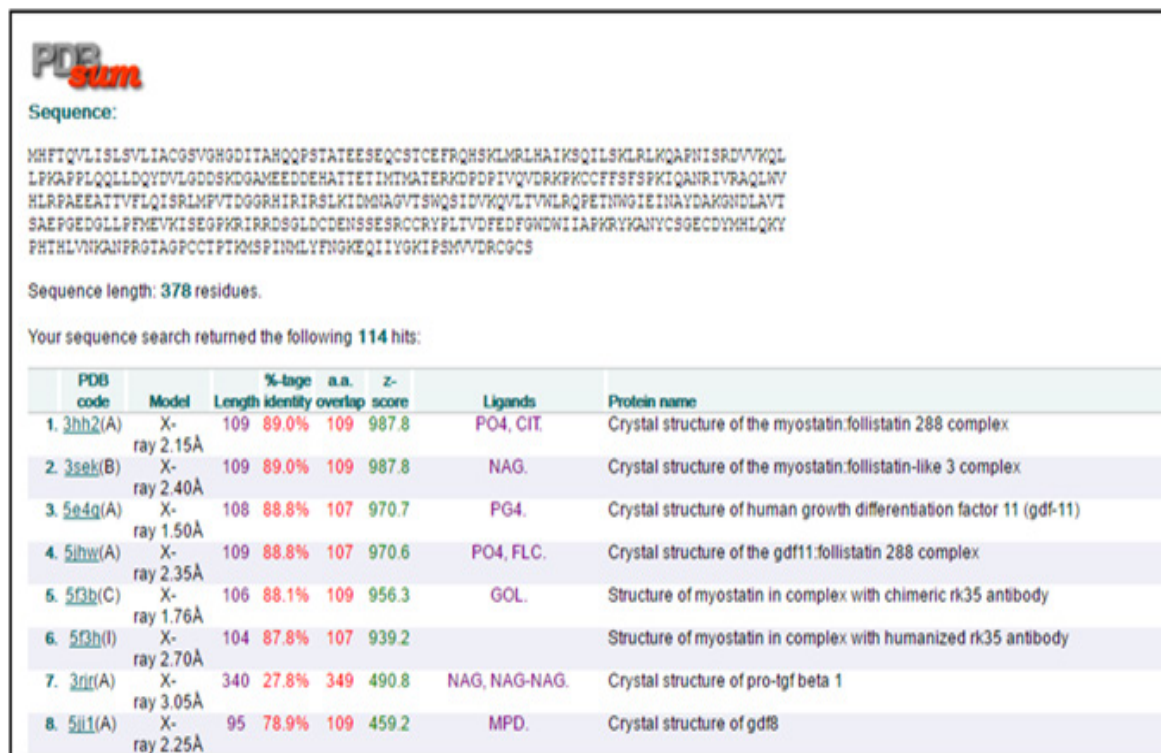 PDB
sum
Sequence:
MHFTQVLISLSVLIACGSVGHGDITAHQQPSTATEESEQCSTCEFRQHSKLMRLHAIKSQILSKLRLKQAPNISRDVVKQL
LPKAPPLQQLLDQYDVLGDDSKDGAMEEDDEHATTETIMTMATERKDPDPIVQVDRKPKCCFFSFSPKIQANRIVRAQLWV
HLRPAEEATTVFLQISRLMPVTDGGRHIRIRSLKIDMNAGVTSWQSIDVKQVLTVWLRQPETNWGIEINAYDAKGNDLAVT
SAEPGEDGLLPFMEVKISEGPKRIRRDSGLDCDENSSESRCCRYPLTVDFEDFGWDWIIAPKRYKANYCSGECDYMHLQKY
PHTHLVNKANPRGTAGPCCTPTKMSPINMLYFNGKEQIIYGKIPSMVVDRCGCS
Sequence length: 378 residues.
Your sequence search returned the following 114 hits:
PDB code Model Length %-tage identity a.a. overlap z-score Ligands Protein name
1. 3hh2(A) X-ray 2.15Å 109 89.0% 109 987.8 PO4, CIT. Crystal structure of the myostatin:follistatin 288 complex
2. 3sek(B) X-ray 2.40Å 109 89.0% 109 987.8 NAG. Crystal structure of the myostatin:follistatin-like 3 complex
3. 5e4q(A) X-ray 1.50Å 108 88.8% 107 970.7 PG4. Crystal structure of human growth differentiation factor 11 (gdf-11)
4. 5jhw(A) X-ray 2.35Å 109 88.8% 107 970.6 PO4, FLC. Crystal structure of the gdf11:follistatin 288 complex
5. 5f3b(C) X-ray 1.76Å 106 88.1% 109 956.3 GOL. Structure of myostatin in complex with chimeric rk35 antibody
6. 5f3h(I) X-ray 2.70Å 104 87.8% 107 939.2 Structure of myostatin in complex with humanized rk35 antibody
7. 3rjr(A) X-ray 3.05Å 340 27.8% 349 490.8 NAG, NAG-NAG. Crystal structure of pro-tgf beta 1
8. 5ji1(A) X-ray 2.25Å 95 78.9% 109 459.2 MPD. Crystal structure of gdf8